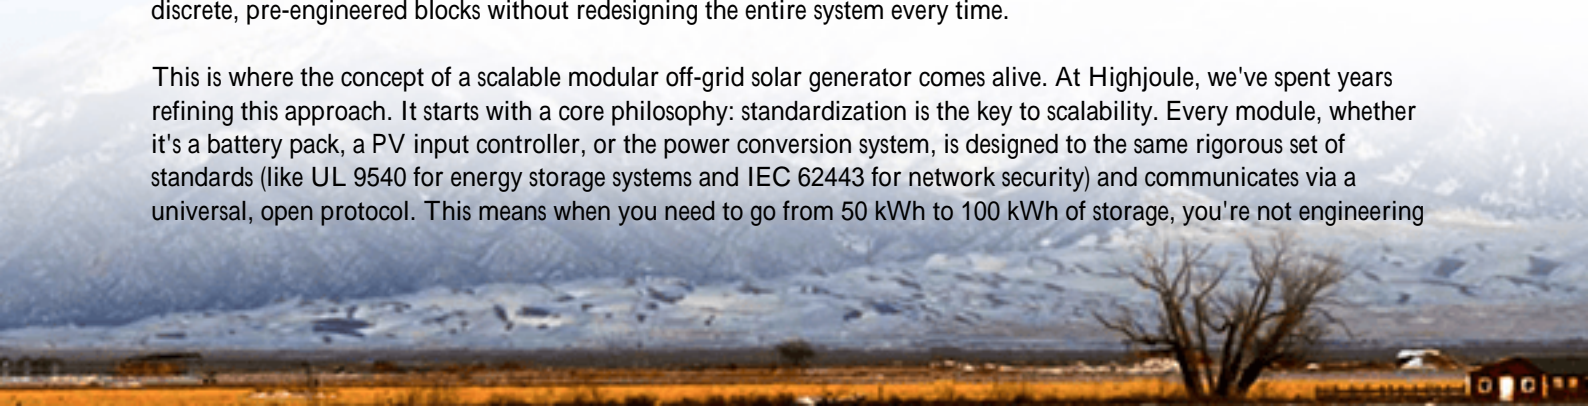 discrete, pre-engineered blocks without redesigning the entire system every time.
This is where the concept of a scalable modular off-grid solar generator comes alive. At Highjoule, we've spent years
refining this approach. It starts with a core philosophy: standardization is the key to scalability. Every module, whether
it's a battery pack, a PV input controller, or the power conversion system, is designed to the same rigorous set of
standards (like UL 9540 for energy storage systems and IEC 62443 for network security) and communicates via a
universal, open protocol. This means when you need to go from 50 kWh to 100 kWh of storage, you're not engineering